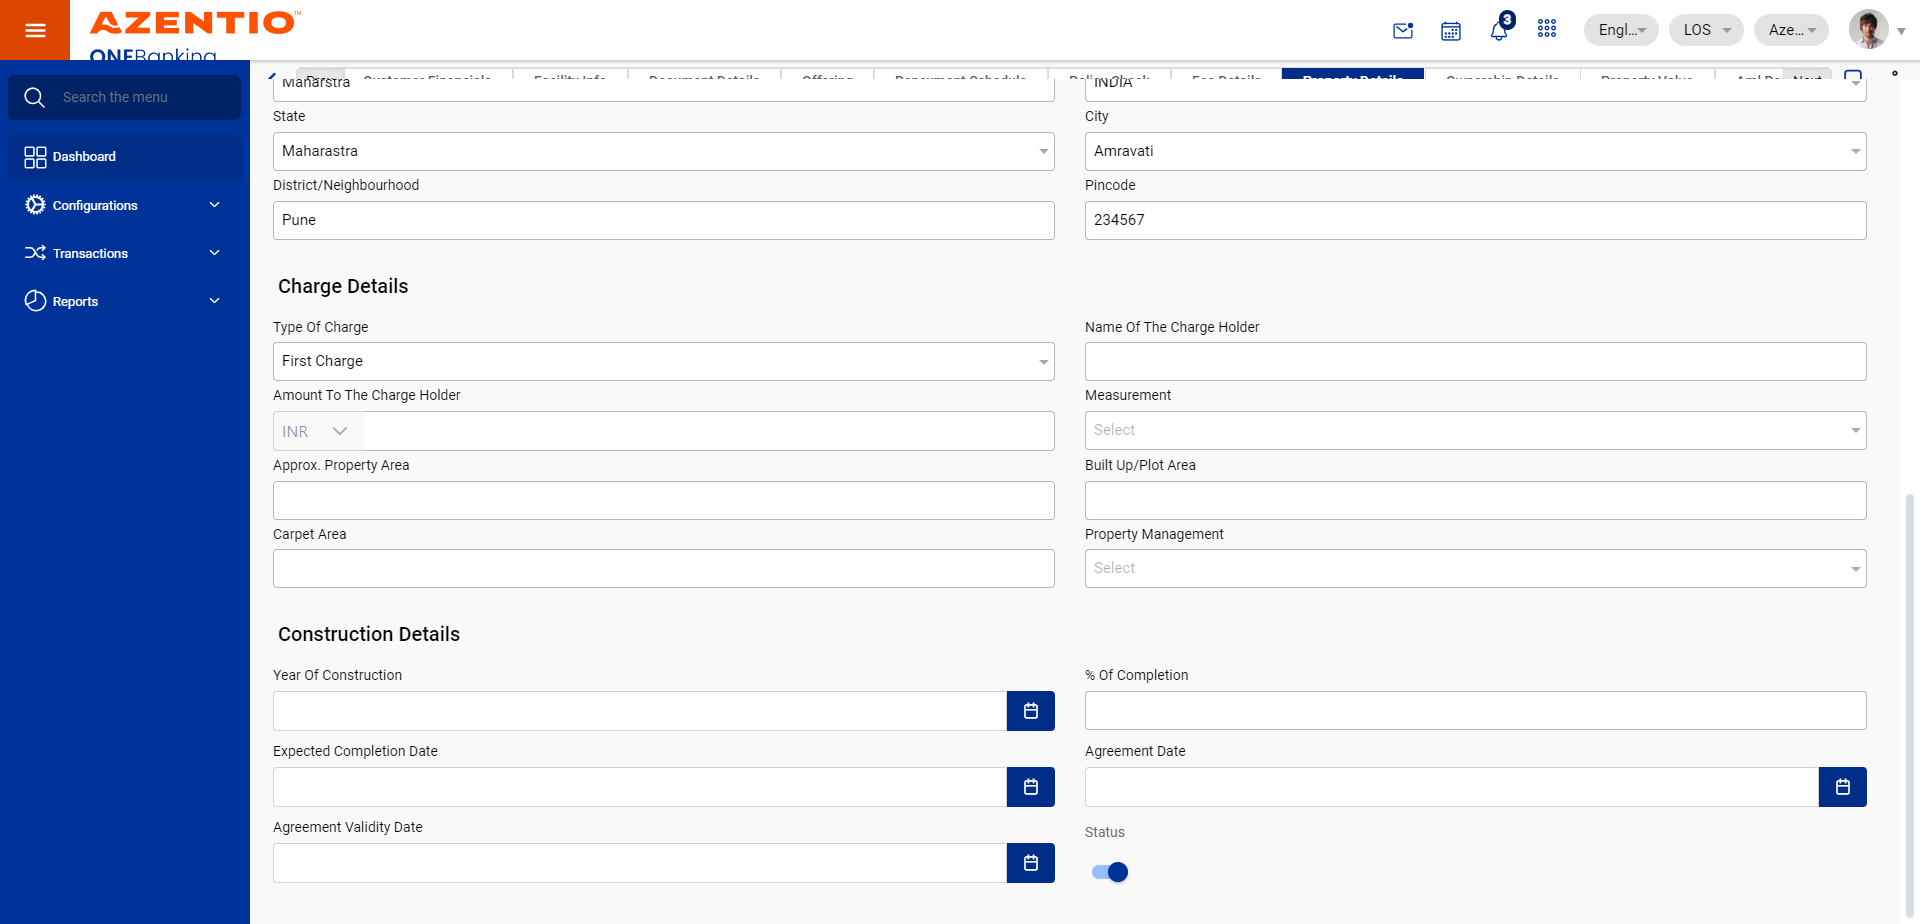 AZENTIO™
ONEBanking
3
Engl...
LOS
Aze...
Search the menu
Dashboard
Configurations
Transactions
Reports
Customer Financials
Facility Info
Document Details
Offering
Repayment Schedule
Policy Check
Fee Details
Property Details
Ownership Details
Property Value
Next
Maharstra
INDIA
State
City
Maharastra
Amravati
District/Neighbourhood
Pincode
Pune
234567
Charge Details
Type Of Charge
Name Of The Charge Holder
First Charge
Amount To The Charge Holder
Measurement
INR
Select
Approx. Property Area
Built Up/Plot Area
Carpet Area
Property Management
Select
Construction Details
Year Of Construction
% Of Completion
Expected Completion Date
Agreement Date
Agreement Validity Date
Status